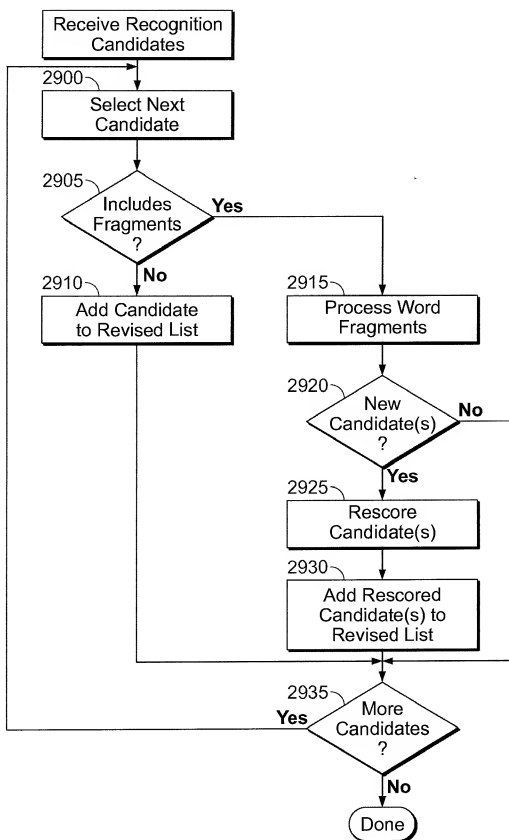 Receive Recognition
Candidates
2900
Select Next
Candidate
2905
Includes
Fragments
?
Yes
No
2910
Add Candidate
to Revised List
2915
Process Word
Fragments
2920
New
Candidate(s)
?
No
Yes
2925
Rescore
Candidate(s)
2930
Add Rescored
Candidate(s) to
Revised List
2935
More
Candidates
?
Yes
No
Done